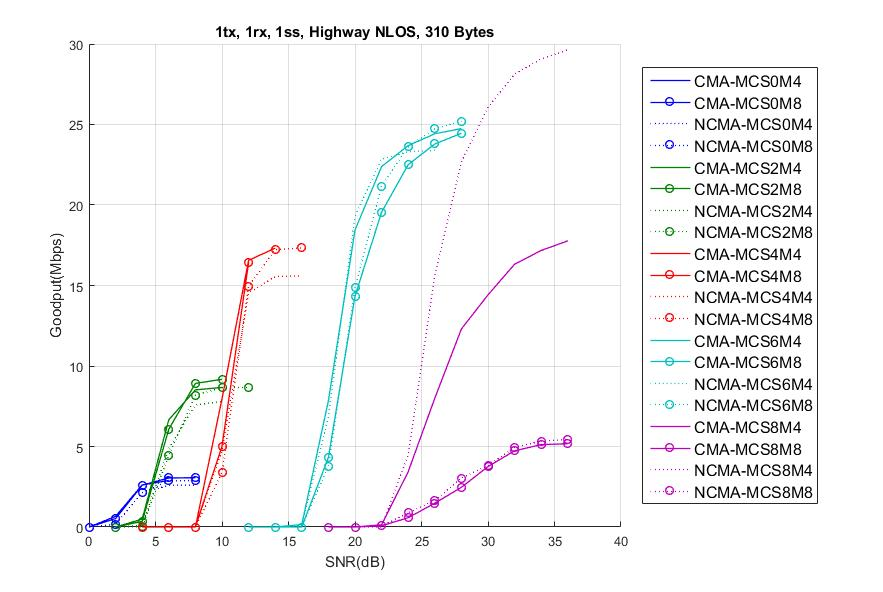 1tx, 1rx, 1ss, Highway NLOS, 310 Bytes
30
25
20
15
10
5
0
Goodput(Mbps)
0 5 10 15 20 25 30 35 40
SNR(dB)
CMA-MCS0M4
CMA-MCS0M8
NCMA-MCS0M4
NCMA-MCS0M8
CMA-MCS2M4
CMA-MCS2M8
NCMA-MCS2M4
NCMA-MCS2M8
CMA-MCS4M4
CMA-MCS4M8
NCMA-MCS4M4
NCMA-MCS4M8
CMA-MCS6M4
CMA-MCS6M8
NCMA-MCS6M4
NCMA-MCS6M8
CMA-MCS8M4
CMA-MCS8M8
NCMA-MCS8M4
NCMA-MCS8M8